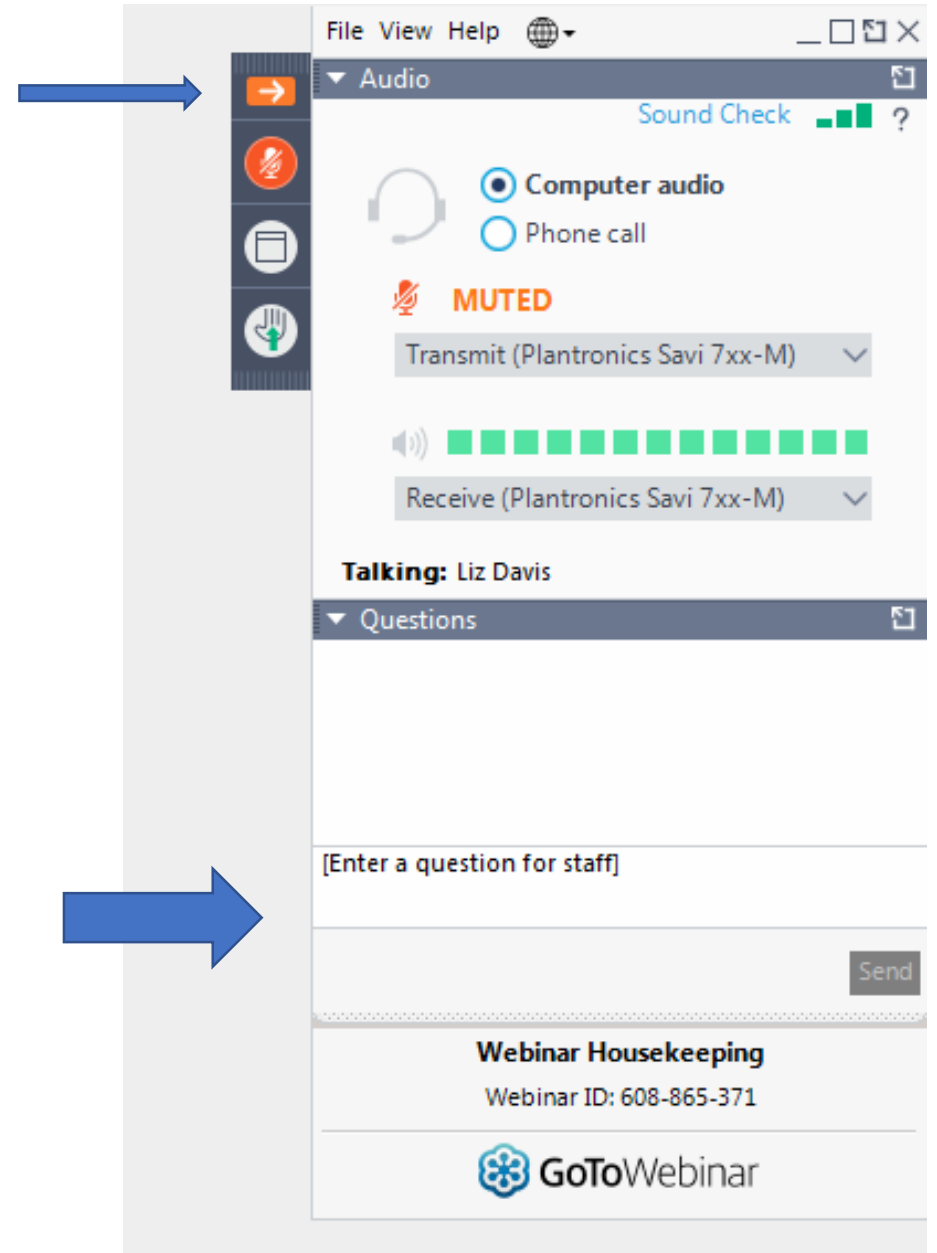 File View Help
Audio
Sound Check ?
Computer audio
Phone call
MUTED
Transmit (Plantronics Savi 7xx-M)
Receive (Plantronics Savi 7xx-M)
Talking: Liz Davis
Questions
[Enter a question for staff]
Send
Webinar Housekeeping
Webinar ID: 608-865-371
GoToWebinar